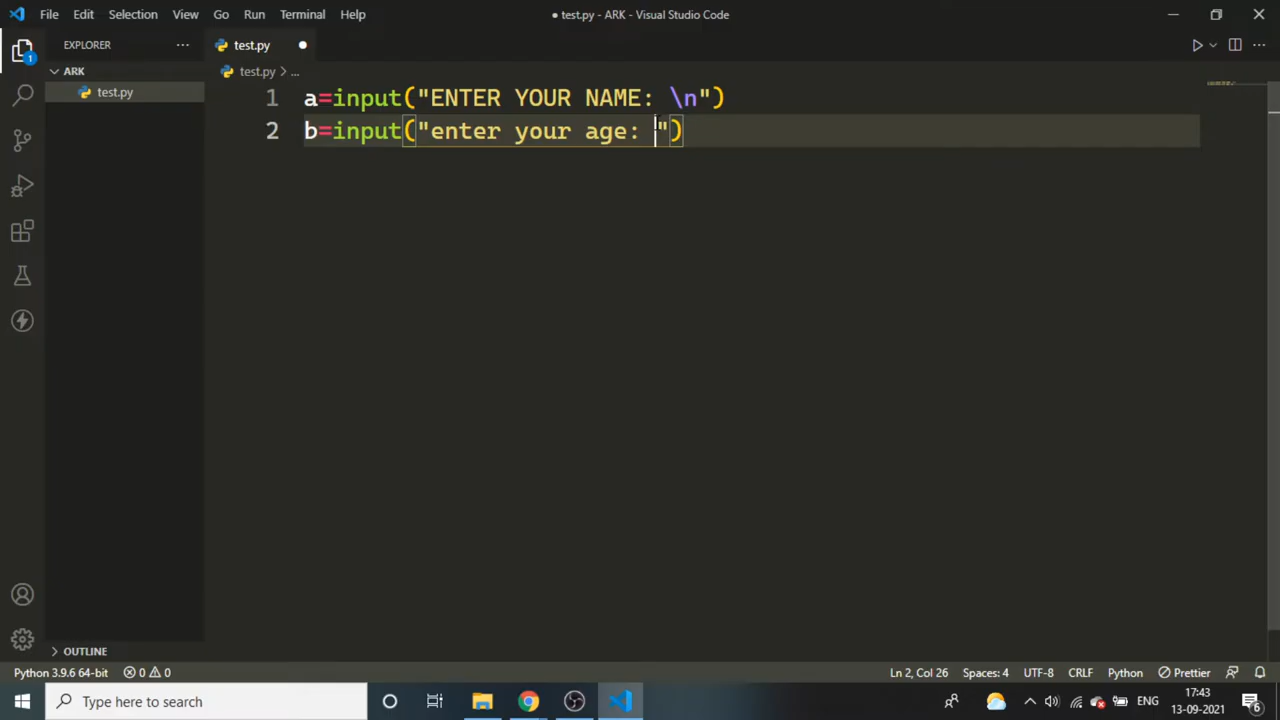 File Edit Selection View Go Run Terminal Help
● test.py - ARK - Visual Studio Code
EXPLORER ...
test.py ●
ARK
test.py > ...
test.py
1 a=input("ENTER YOUR NAME: \n")
2 b=input("enter your age: ")
OUTLINE
Python 3.9.6 64-bit 0 0
Ln 2, Col 26 Spaces: 4 UTF-8 CRLF Python Prettier
1
Type here to search
ENG
17:43
13-09-2021
6